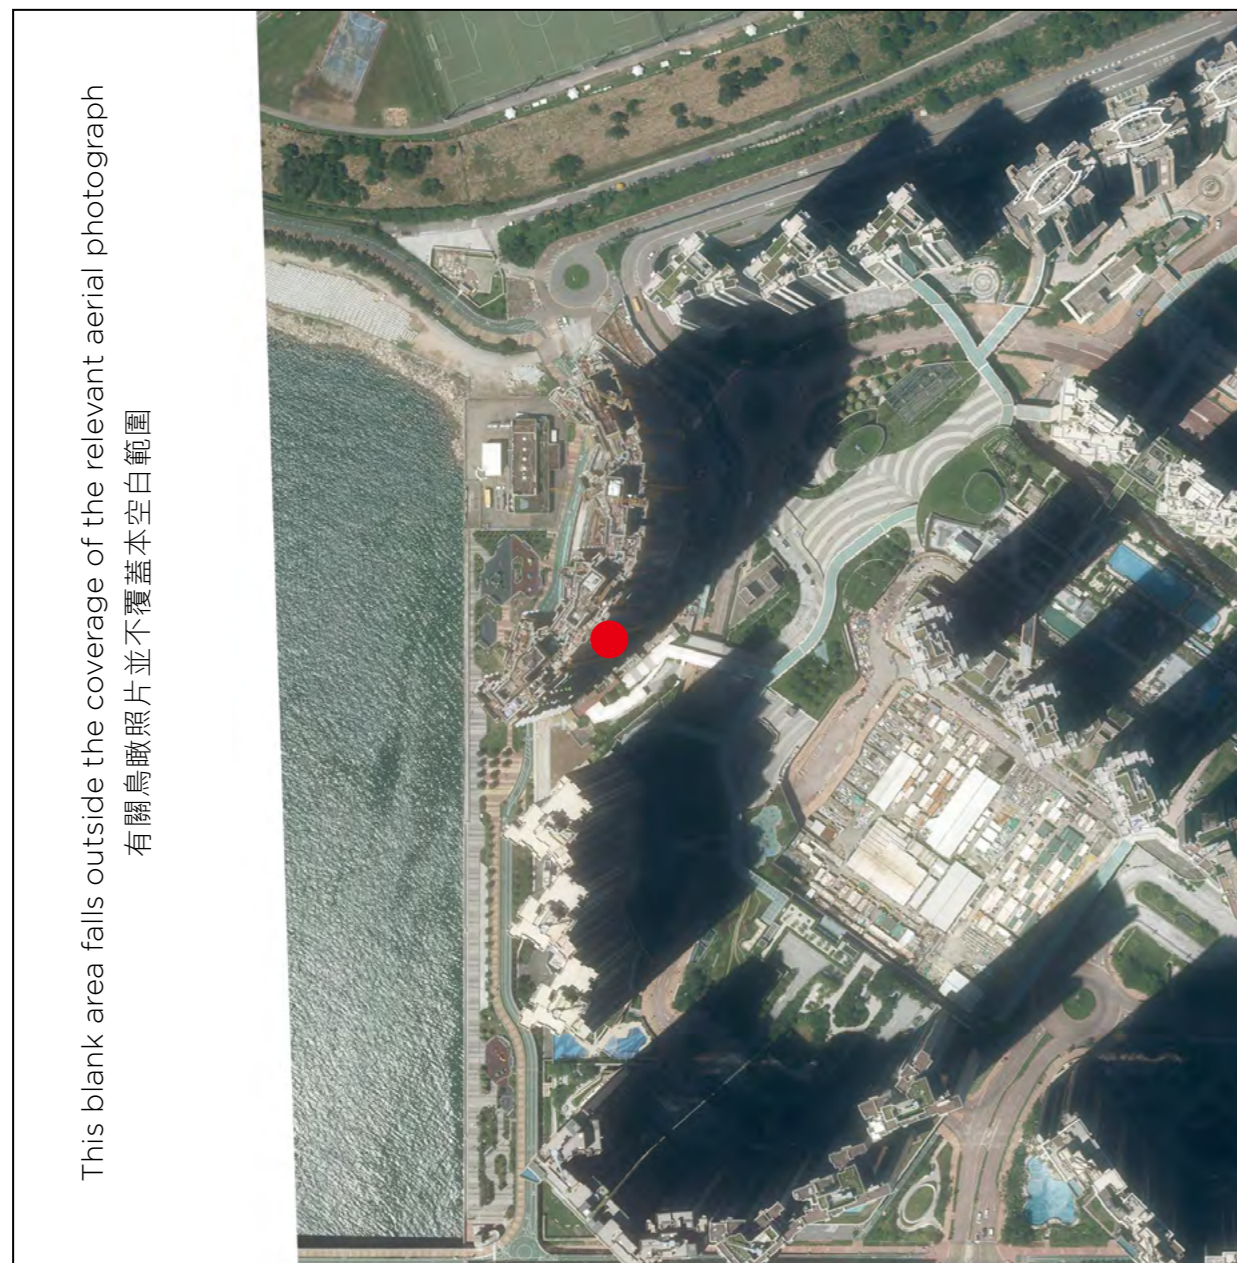 This blank area falls outside the coverage of the relevant aerial photograph
有關鳥瞰照片並不覆蓋本空白範圍